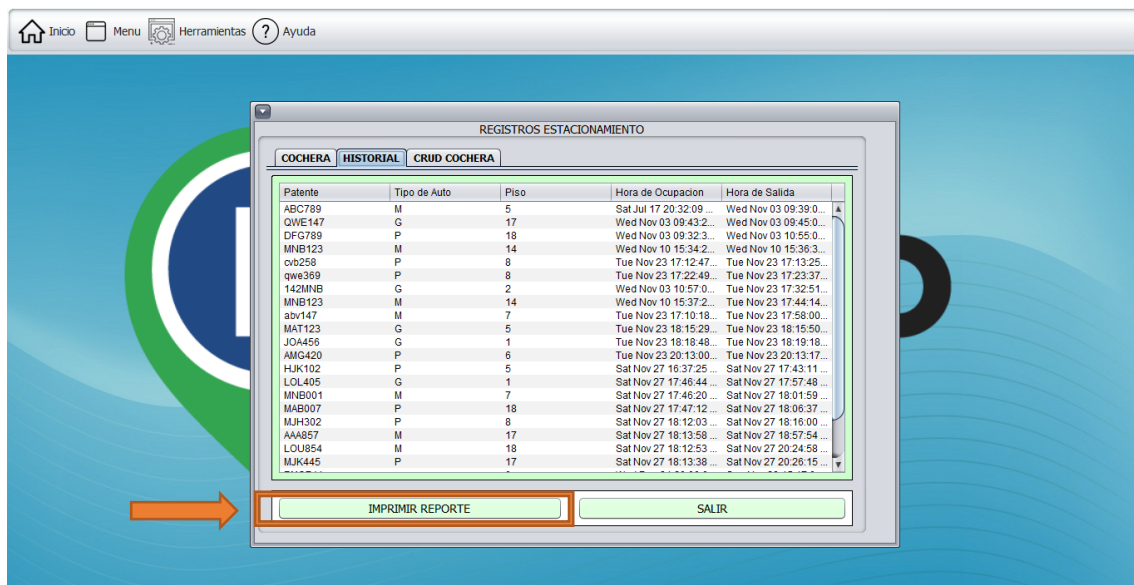 Inicio Menu Herramientas ? Ayuda
REGISTROS ESTACIONAMIENTO
COCHERA HISTORIAL CRUD COCHERA
Patente Tipo de Auto Piso Hora de Ocupacion Hora de Salida
ABC789 M 5 Sat Jul 17 20:32:09 ... Wed Nov 03 09:39:0...
QWE147 G 17 Wed Nov 03 09:43:2... Wed Nov 03 09:45:0...
DFG789 P 18 Wed Nov 03 09:32:3... Wed Nov 03 10:55:0...
MNB123 M 14 Wed Nov 10 15:34:2... Wed Nov 10 15:36:3...
cvb258 P 8 Tue Nov 23 17:12:47... Tue Nov 23 17:13:25...
qwe369 P 8 Tue Nov 23 17:22:49... Tue Nov 23 17:23:37...
142MNB G 2 Wed Nov 03 10:57:0... Tue Nov 23 17:32:51...
MNB123 M 14 Wed Nov 10 15:37:2... Tue Nov 23 17:44:14...
abv147 M 7 Tue Nov 23 17:10:18... Tue Nov 23 17:58:00...
MAT123 G 5 Tue Nov 23 18:15:29... Tue Nov 23 18:15:50...
JOA456 G 1 Tue Nov 23 18:18:48... Tue Nov 23 18:19:18...
AMG420 P 6 Tue Nov 23 20:13:00... Tue Nov 23 20:13:17...
HJK102 P 5 Sat Nov 27 16:37:25 ... Sat Nov 27 17:43:11 ...
LOL405 G 1 Sat Nov 27 17:46:44 ... Sat Nov 27 17:57:48 ...
MNB001 M 7 Sat Nov 27 17:46:20 ... Sat Nov 27 18:01:59 ...
MAB007 P 18 Sat Nov 27 17:47:12 ... Sat Nov 27 18:06:37 ...
MJH302 P 8 Sat Nov 27 18:12:03 ... Sat Nov 27 18:16:00 ...
AAA857 M 17 Sat Nov 27 18:13:58 ... Sat Nov 27 18:57:54 ...
LOU854 M 18 Sat Nov 27 18:12:53 ... Sat Nov 27 20:24:58 ...
MJK445 P 17 Sat Nov 27 18:13:38 ... Sat Nov 27 20:26:15 ...
IMPRIMIR REPORTE SALIR